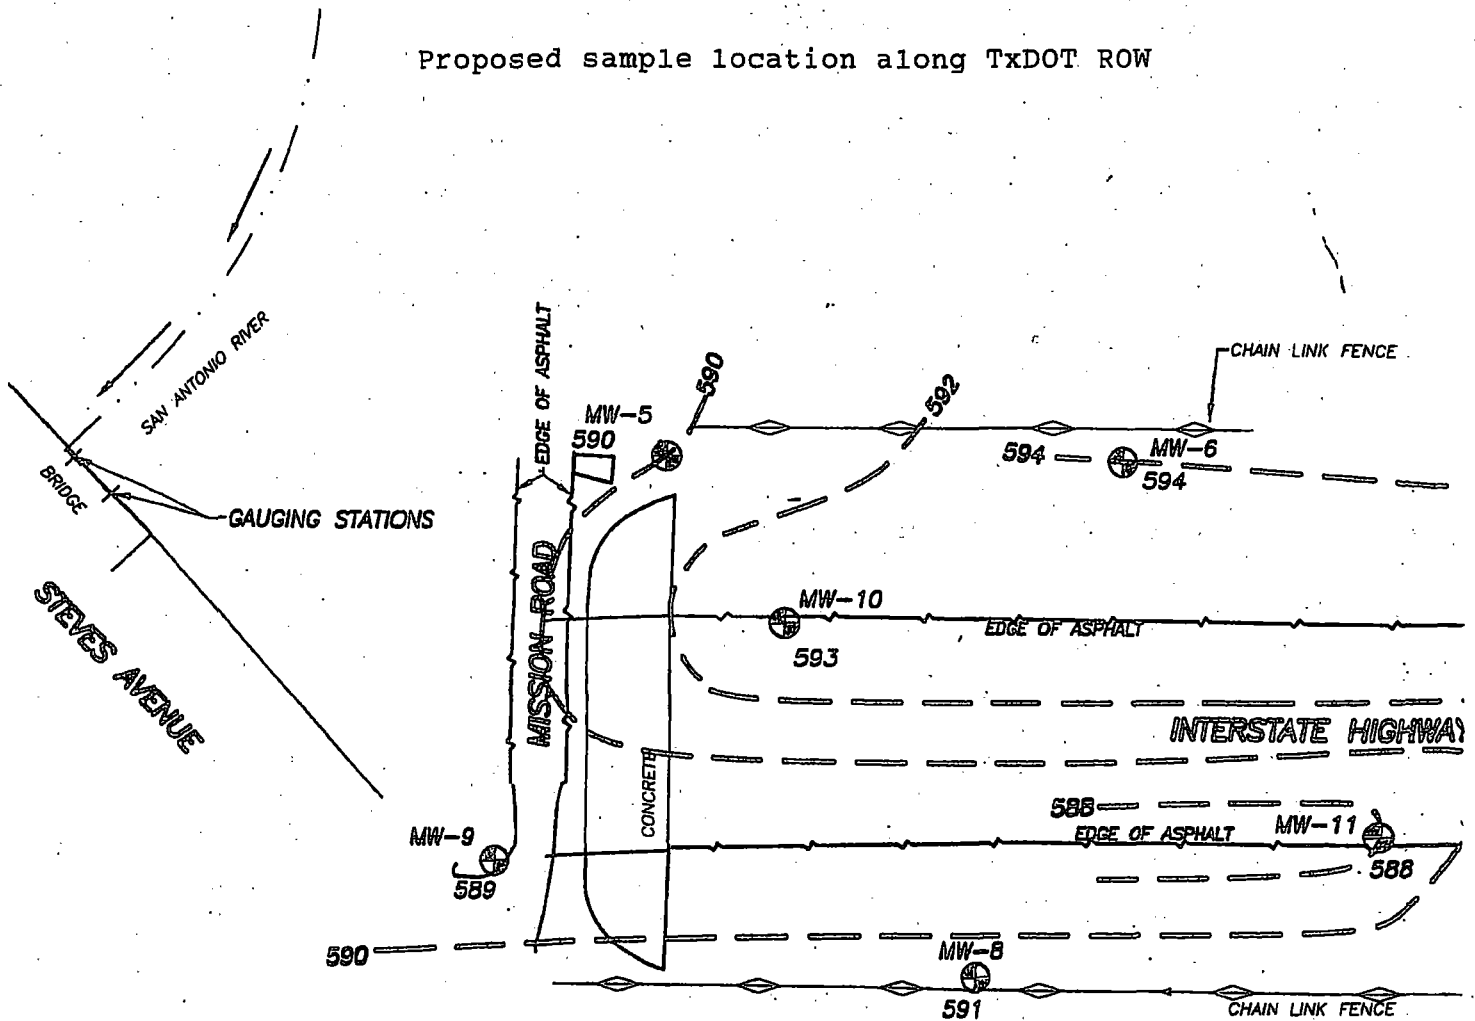 Proposed sample location along TxDOT ROW
SAN ANTONIO RIVER
EDGE OF ASPHALT
CHAIN LINK FENCE
590
592
MW-5
590
594
MW-6
594
BRIDGE
GAUGING STATIONS
STEVES AVENUE
MISSION ROAD
MW-10
EDGE OF ASPHALT
593
INTERSTATE HIGHWAY
CONCRETE
588
EDGE OF ASPHALT
MW-11
588
MW-9
589
590
MW-8
591
CHAIN LINK FENCE